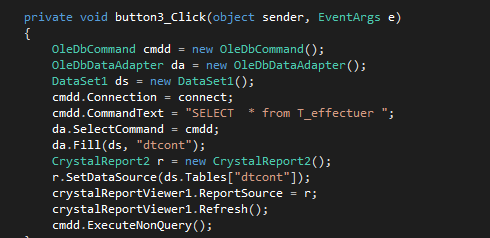 private void button3_Click(object sender, EventArgs e)
{
OleDbCommand cmdd = new OleDbCommand();
OleDbDataAdapter da = new OleDbDataAdapter();
DataSet1 ds = new DataSet1();
cmdd.Connection = connect;
cmdd.CommandText = "SELECT  * from T_effectuer ";
da.SelectCommand = cmdd;
da.Fill(ds, "dtcont");
CrystalReport2 r = new CrystalReport2();
r.SetDataSource(ds.Tables["dtcont"]);
crystalReportViewer1.ReportSource = r;
crystalReportViewer1.Refresh();
cmdd.ExecuteNonQuery();